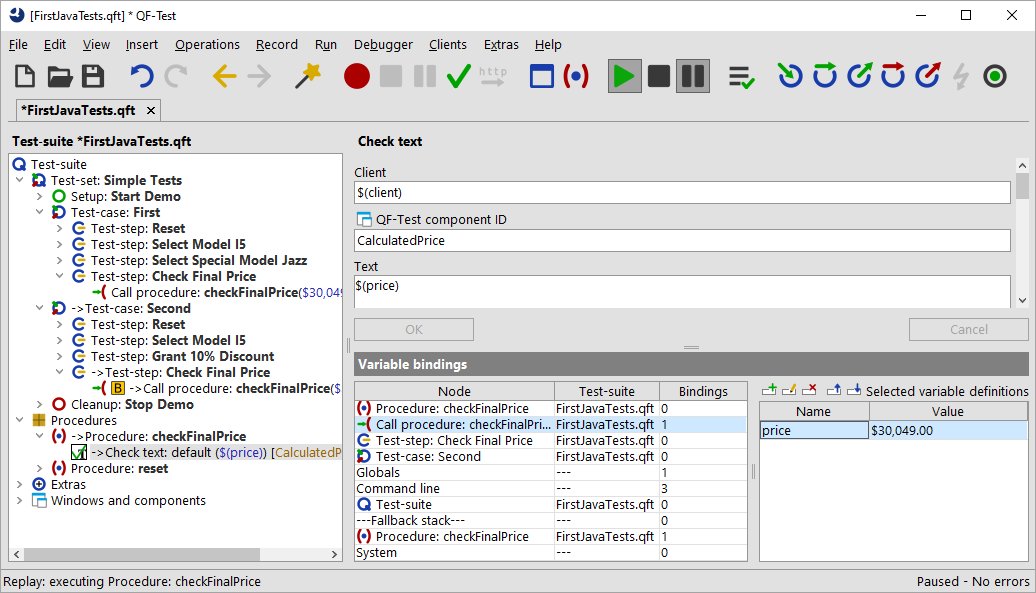 [FirstJavaTests.qft] * QF-Test
File Edit View Insert Operations Record Run Debugger Clients Extras Help
http
*FirstJavaTests.qft
Test-suite *FirstJavaTests.qft
Test-suite
Test-set: Simple Tests
Setup: Start Demo
Test-case: First
Test-step: Reset
Test-step: Select Model I5
Test-step: Select Special Model Jazz
Test-step: Check Final Price
Call procedure: checkFinalPrice($30,049
->Test-case: Second
Test-step: Reset
Test-step: Select Model I5
Test-step: Grant 10% Discount
->Test-step: Check Final Price
B ->Call procedure: checkFinalPrice($
Cleanup: Stop Demo
Procedures
->Procedure: checkFinalPrice
->Check text: default ($(price)) [CalculatedP
Procedure: reset
Extras
Windows and components
Check text
Client
$(client)
QF-Test component ID
CalculatedPrice
Text
$(price)
OK Cancel
Variable bindings
Node Test-suite Bindings
Procedure: checkFinalPrice FirstJavaTests.qft 0
Call procedure: checkFinalPri... FirstJavaTests.qft 1
Test-step: Check Final Price FirstJavaTests.qft 0
Test-case: Second FirstJavaTests.qft 0
Globals --- 1
Command line --- 3
Test-suite FirstJavaTests.qft 0
---Fallback stack--- --- 0
Procedure: checkFinalPrice FirstJavaTests.qft 1
System --- 0
Selected variable definitions
Name Value
price $30,049.00
Replay: executing Procedure: checkFinalPrice
Paused - No errors